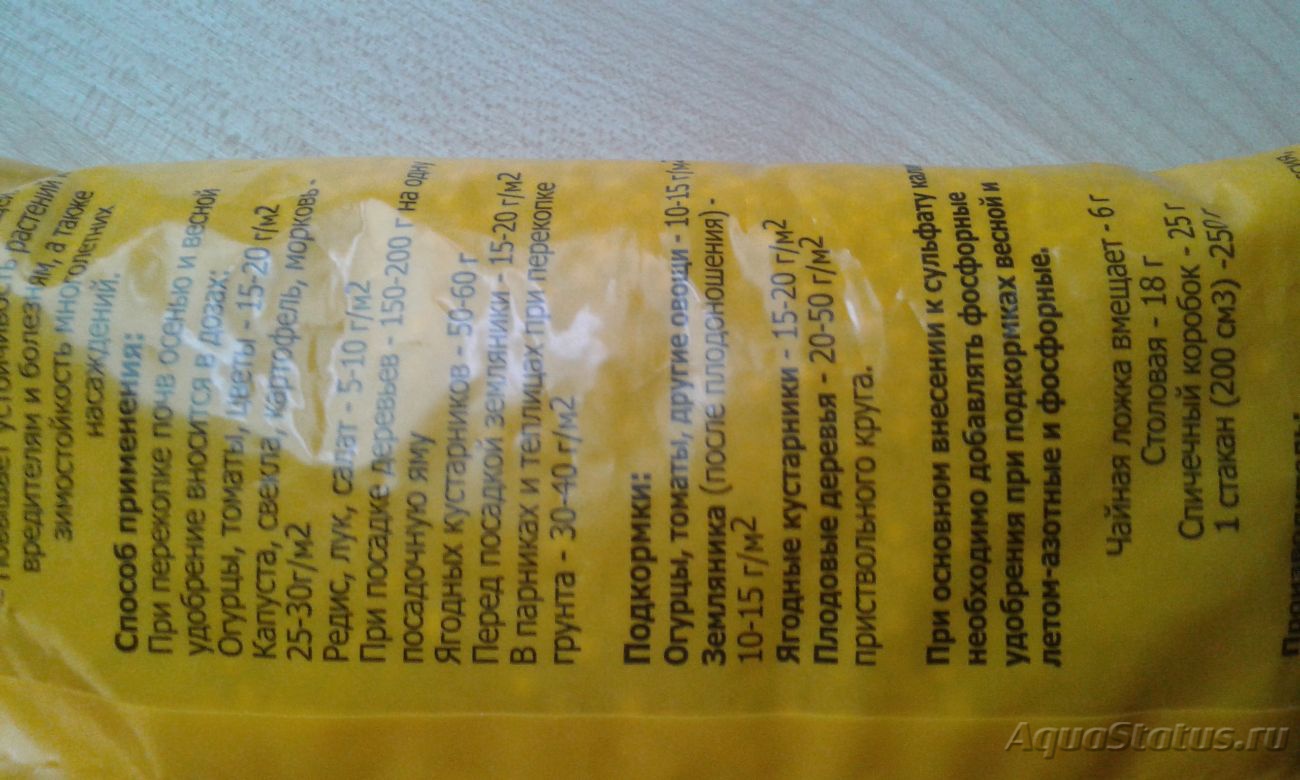 вредителям и болезням, а также
зимостойкость многолетних
насаждений.
Способ применения:
При перекопке почв осенью и весной
удобрение вносится в дозах:
Огурцы, томаты, цветы - 15-20 г/м2
Капуста, свекла, картофель, морковь -
25-30г/м2
Редис, лук, салат - 5-10 г/м2
При посадке деревьев - 150-200 г на одну
посадочную яму
Ягодных кустарников - 50-60 г
Перед посадкой земляники - 15-20 г/м2
В парниках и теплицах при перекопке
грунта - 30-40 г/м2
Подкормки:
Огурцы, томаты, другие овощи - 10-15 г/м
Земляника (после плодоношения) -
10-15 г/м2
Ягодные кустарники - 15-20 г/м2
Плодовые деревья - 20-50 г/м2
приствольного круга.
При основном внесении к сульфату
необходимо добавлять фосфорные
удобрения при подкормках весной и
летом-азотные и фосфорные.
Чайная ложка вмещает - 6 г
Столовая - 18 г
Спичечный коробок - 25 г
1 стакан (200 см3) -250
AquaStatus.ru